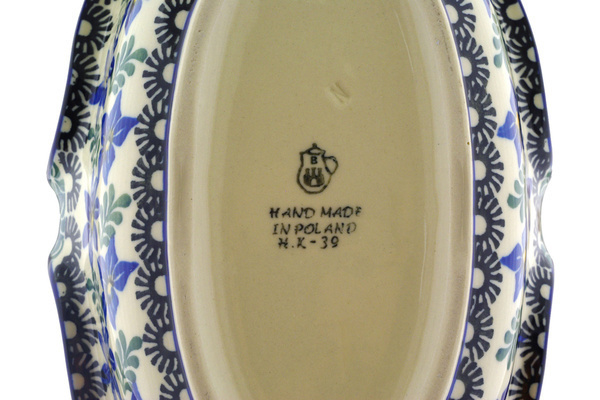 N
B
HAND MADE
IN POLAND
H.K-39